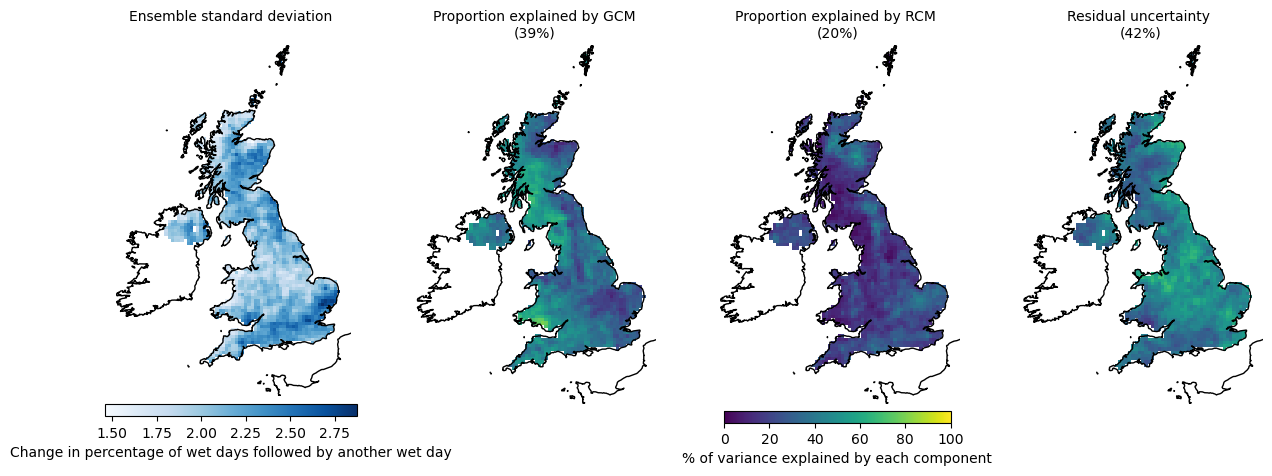 Ensemble standard deviation
Proportion explained by GCM
(39%)
Proportion explained by RCM
(20%)
Residual uncertainty
(42%)
1.50 1.75 2.00 2.25 2.50 2.75
Change in percentage of wet days followed by another wet day
0 20 40 60 80 100
% of variance explained by each component